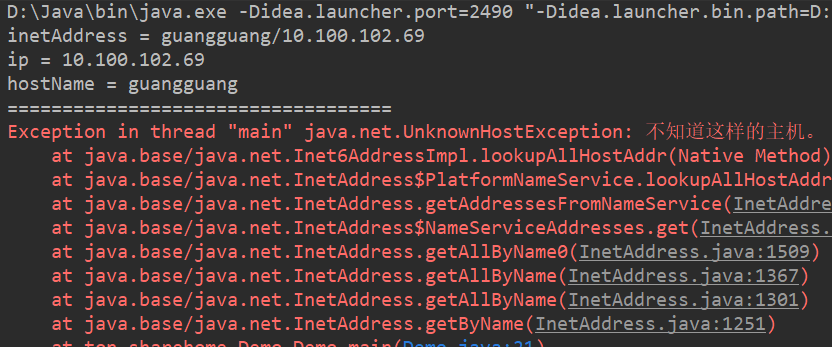 D:\Java\bin\java.exe -Didea.launcher.port=2490 "-Didea.launcher.bin.path=D:
inetAddress = guangguang/10.100.102.69
ip = 10.100.102.69
hostName = guangguang
===================================
Exception in thread "main" java.net.UnknownHostException: 不知道这样的主机。
at java.base/java.net.Inet6AddressImpl.lookupAllHostAddr(Native Method)
at java.base/java.net.InetAddress$PlatformNameService.lookupAllHostAddr
at java.base/java.net.InetAddress.getAddressesFromNameService(InetAddre
at java.base/java.net.InetAddress$NameServiceAddresses.get(InetAddress.
at java.base/java.net.InetAddress.getAllByName0(InetAddress.java:1509)
at java.base/java.net.InetAddress.getAllByName(InetAddress.java:1367)
at java.base/java.net.InetAddress.getAllByName(InetAddress.java:1301)
at java.base/java.net.InetAddress.getByName(InetAddress.java:1251)